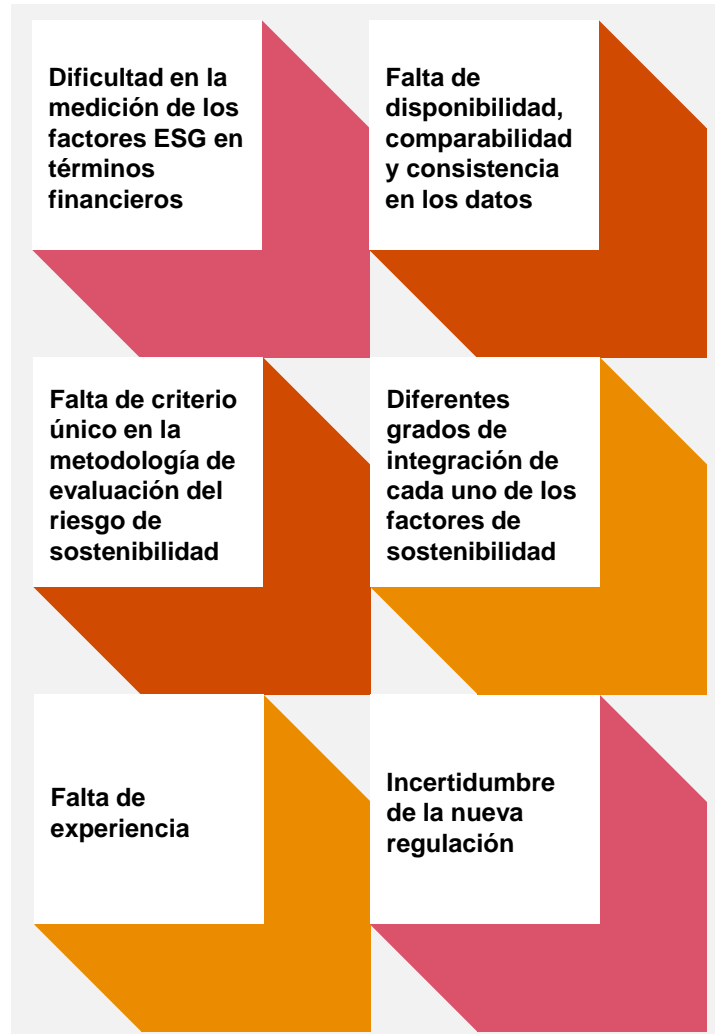 Dificultad en la
medición de los
factores ESG en
términos
financieros
Falta de
disponibilidad,
comparabilidad
y consistencia
en los datos
Falta de criterio
único en la
metodología de
evaluación del
riesgo de
sostenibilidad
Diferentes
grados de
integración de
cada uno de los
factores de
sostenibilidad
Falta de
experiencia
Incertidumbre
de la nueva
regulación